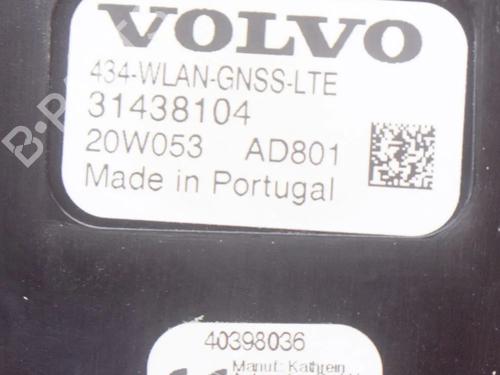 VOLVO
434-WLAN-GNSS-LTE
31438104
20W053 AD801
Made in Portugal
40398036
Manuf: Kathrein